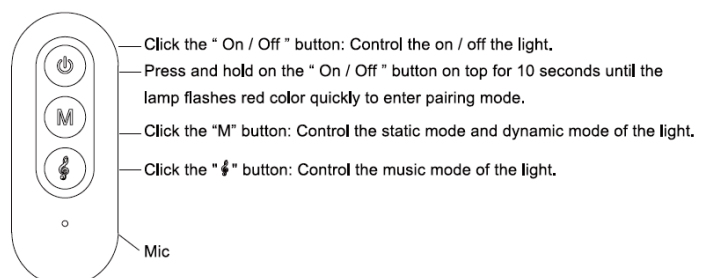 Click the “ On / Off ” button: Control the on / off the light.
Press and hold on the “ On / Off ” button on top for 10 seconds until the
lamp flashes red color quickly to enter pairing mode.
M
Click the “M” button: Control the static mode and dynamic mode of the light.
Click the "𝄞" button: Control the music mode of the light.
Mic